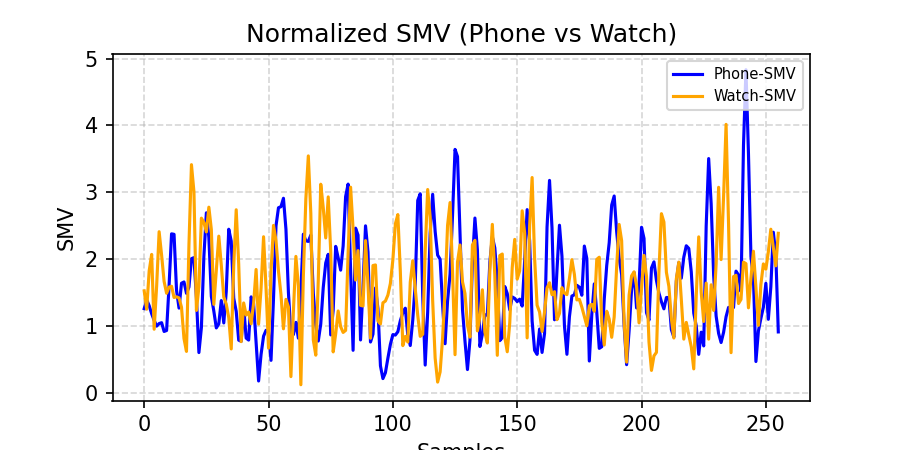 Normalized SMV (Phone vs Watch)
5
4
3
2
1
0
SMV
Phone-SMV
Watch-SMV
0 50 100 150 200 250
Samples